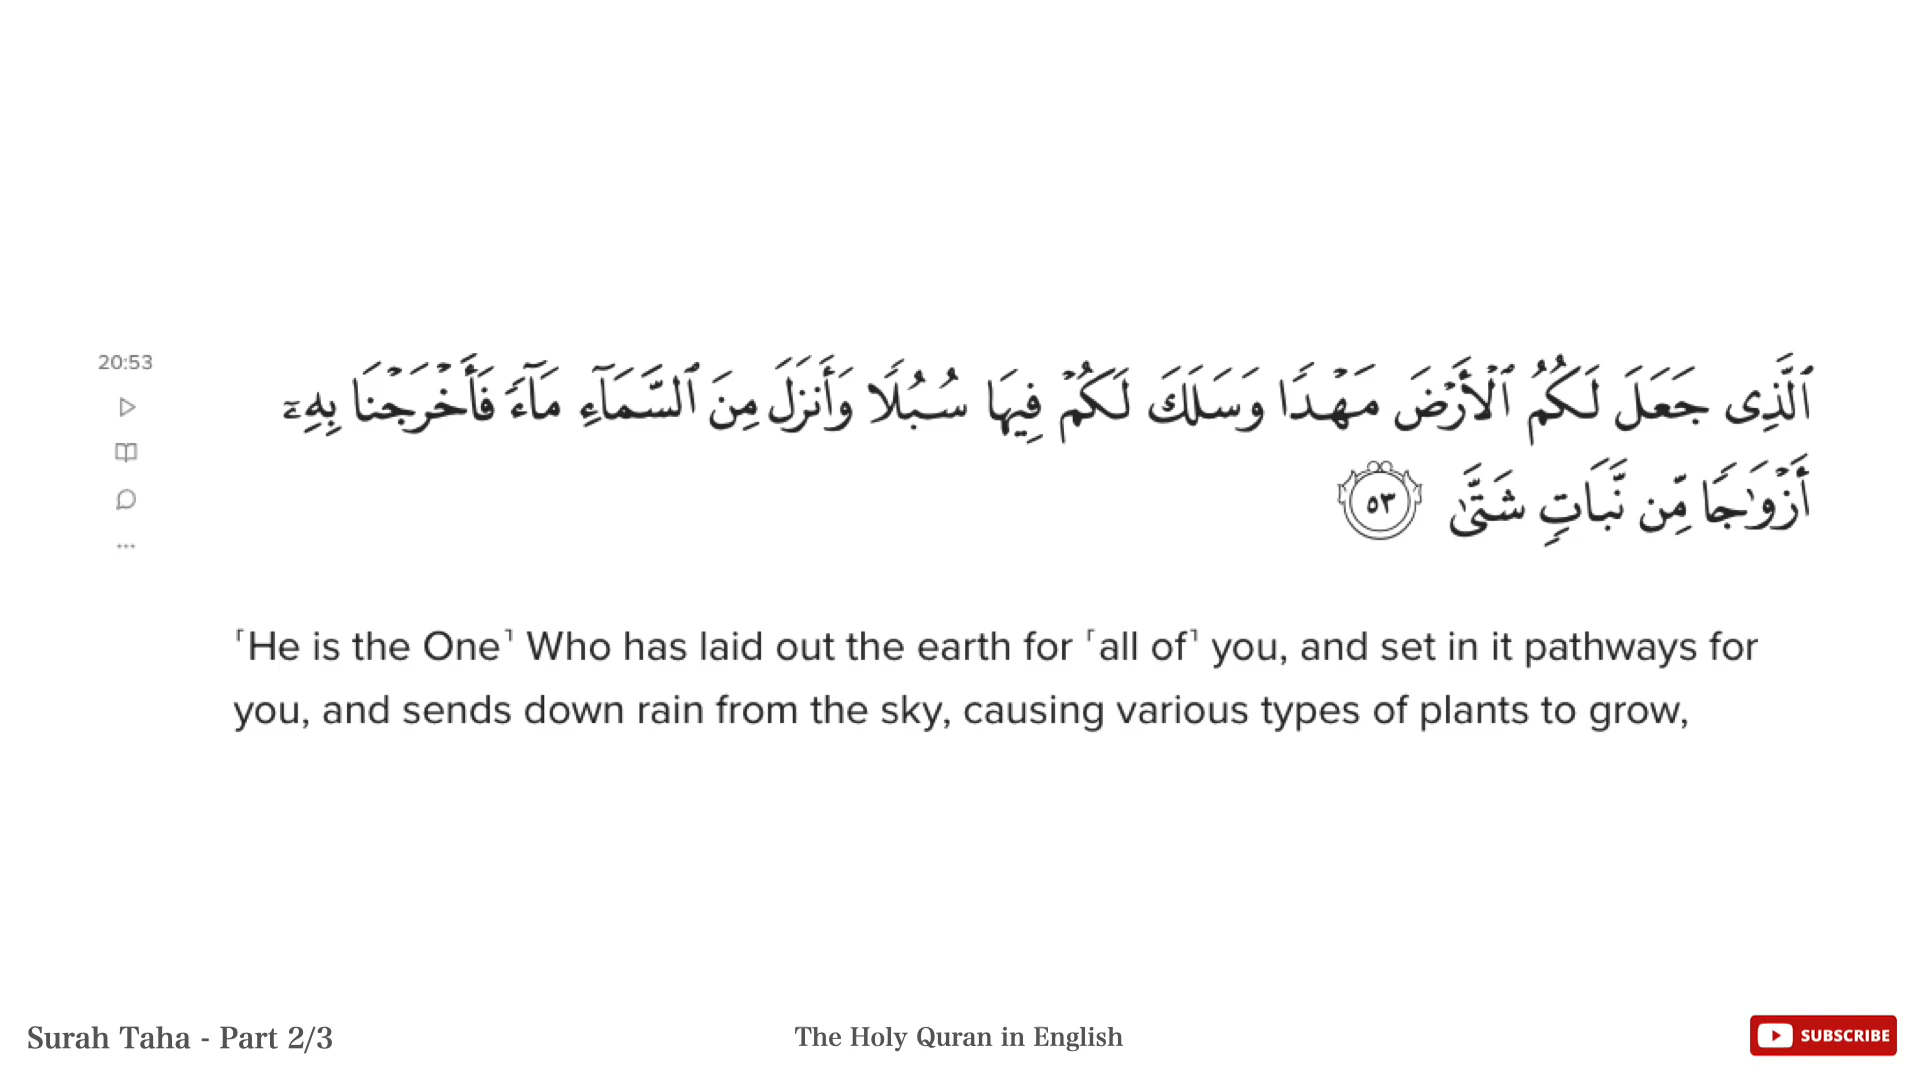 20:53
ٱلَّذِى جَعَلَ لَكُمُ ٱلْأَرْضَ مَهْدًا وَسَلَكَ لَكُمْ فِيهَا سُبُلًا وَأَنزَلَ مِنَ ٱلسَّمَآءِ مَآءً فَأَخْرَجْنَا بِهِۦٓ
أَزْوَٰجًا مِّن نَّبَاتٍ شَتَّىٰ ٥٣
⸢He is the One⸣ Who has laid out the earth for ⸢all of⸣ you, and set in it pathways for
you, and sends down rain from the sky, causing various types of plants to grow,
Surah Taha - Part 2/3
The Holy Quran in English
SUBSCRIBE